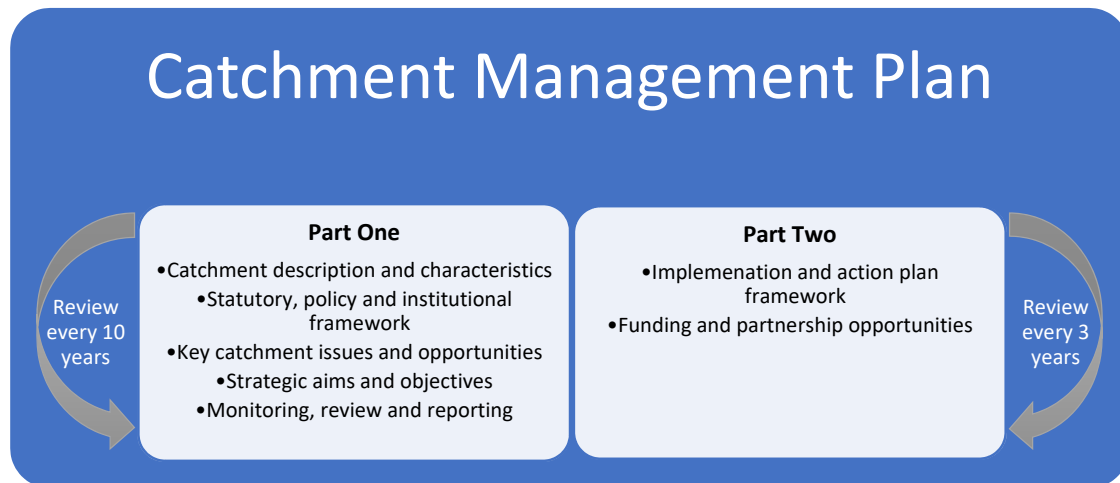 Catchment Management Plan
Review
every 10
years
Part One
•Catchment description and characteristics
•Statutory, policy and institutional
framework
•Key catchment issues and opportunities
•Strategic aims and objectives
•Monitoring, review and reporting
Part Two
•Implemenation and action plan
framework
•Funding and partnership opportunities
Review
every 3
years